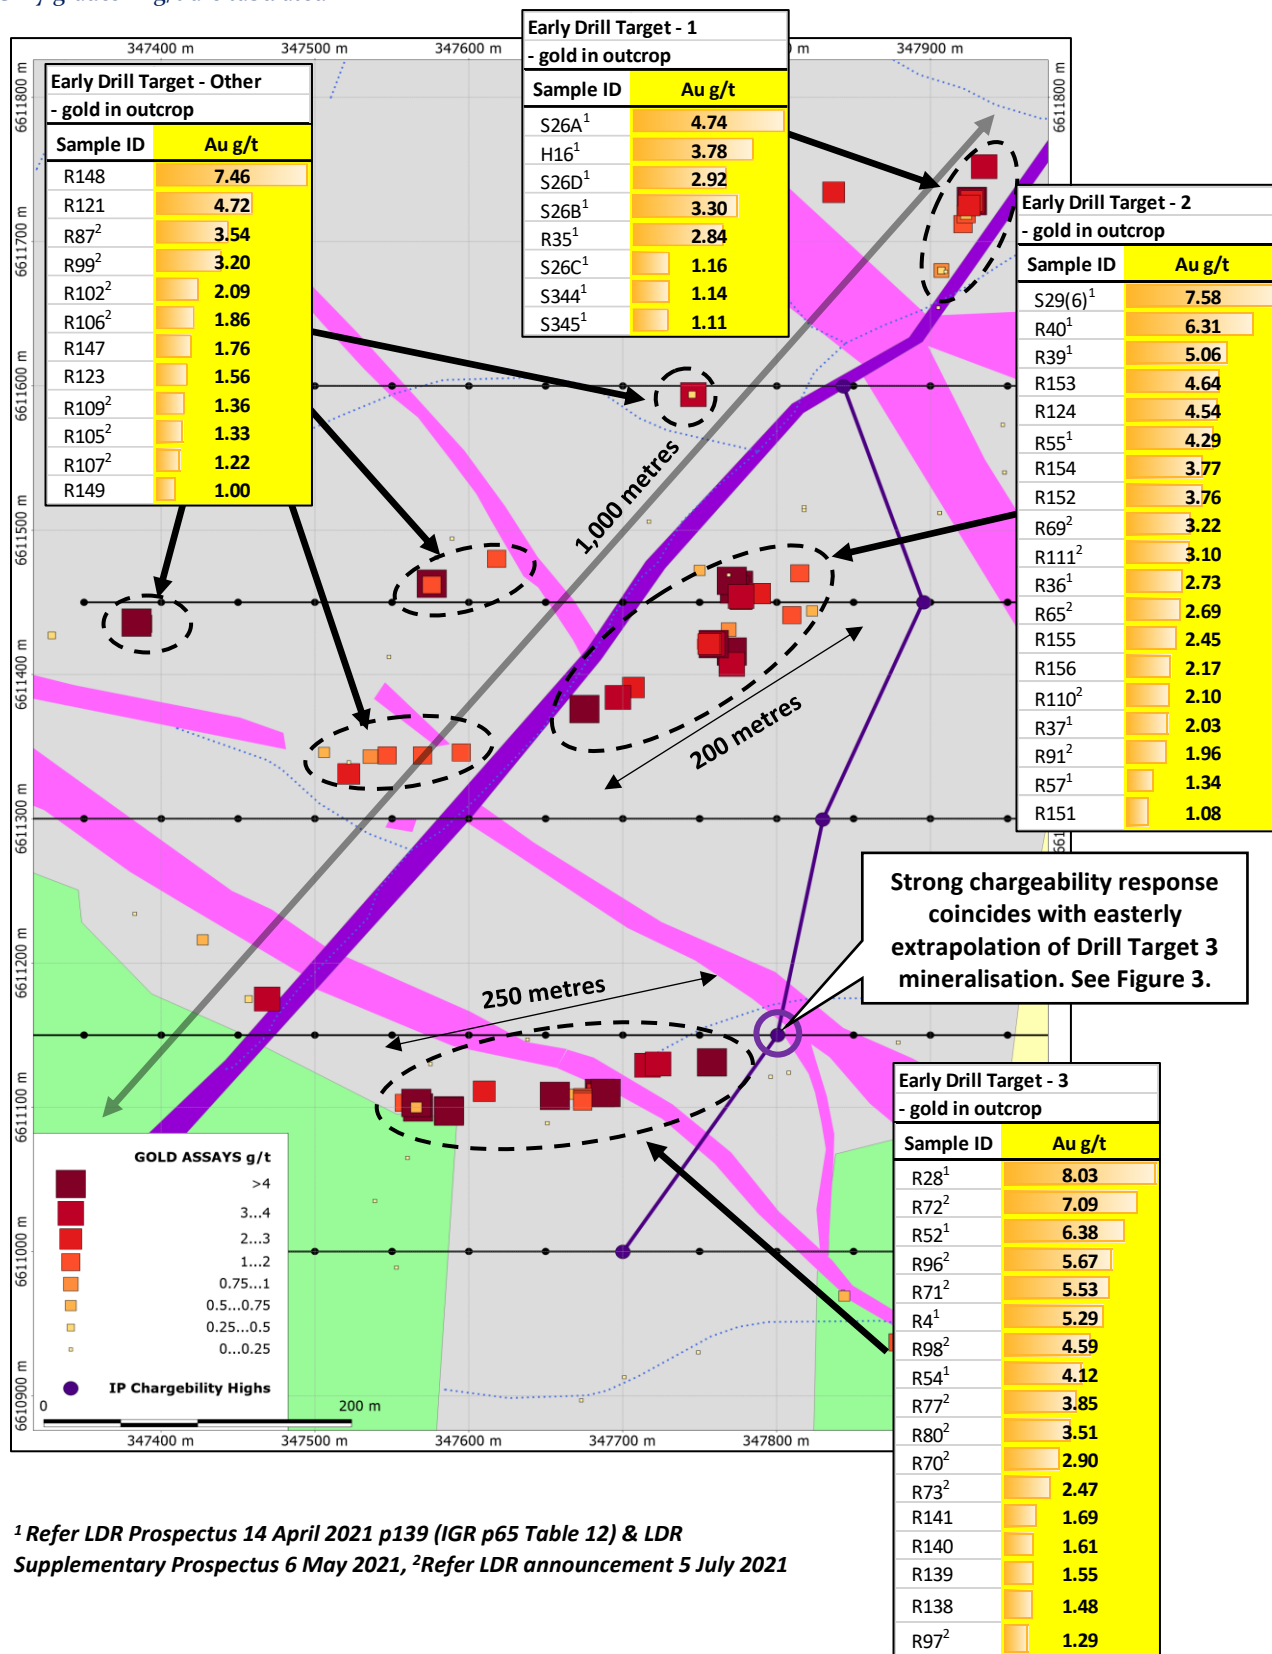 347400 m
347500 m
347600 m
347900 m
6611800 m
6611700 m
6611600 m
6611500 m
6611400 m
6611300 m
6611200 m
6611100 m
6611000 m
6610900 m
6611800 m
Early Drill Target - Other
- gold in outcrop
Sample ID Au g/t
R148 7.46
R121 4.72
R87² 3.54
R99² 3.20
R102² 2.09
R106² 1.86
R147 1.76
R123 1.56
R109² 1.36
R105² 1.33
R107² 1.22
R149 1.00
Early Drill Target - 1
- gold in outcrop
Sample ID Au g/t
S26A¹ 4.74
H16¹ 3.78
S26D¹ 2.92
S26B¹ 3.30
R35¹ 2.84
S26C¹ 1.16
S344¹ 1.14
S345¹ 1.11
Early Drill Target - 2
- gold in outcrop
Sample ID Au g/t
S29(6)¹ 7.58
R40¹ 6.31
R39¹ 5.06
R153 4.64
R124 4.54
R55¹ 4.29
R154 3.77
R152 3.76
R69² 3.22
R111² 3.10
R36¹ 2.73
R65² 2.69
R155 2.45
R156 2.17
R110² 2.10
R37¹ 2.03
R91² 1.96
R57¹ 1.34
R151 1.08
1,000 metres
200 metres
250 metres
Strong chargeability response
coincides with easterly
extrapolation of Drill Target 3
mineralisation. See Figure 3.
Early Drill Target - 3
- gold in outcrop
Sample ID Au g/t
R28¹ 8.03
R72² 7.09
R52¹ 6.38
R96² 5.67
R71² 5.53
R4¹ 5.29
R98² 4.59
R54¹ 4.12
R77² 3.85
R80² 3.51
R70² 2.90
R73² 2.47
R141 1.69
R140 1.61
R139 1.55
R138 1.48
R97² 1.29
GOLD ASSAYS g/t
>4
3...4
2...3
1...2
0.75...1
0.5...0.75
0.25...0.5
0...0.25
IP Chargebility Highs
0 200 m
347400 m
347500 m
347600 m
347700 m
347800 m
¹ Refer LDR Prospectus 14 April 2021 p139 (IGR p65 Table 12) & LDR
Supplementary Prospectus 6 May 2021, ²Refer LDR announcement 5 July 2021